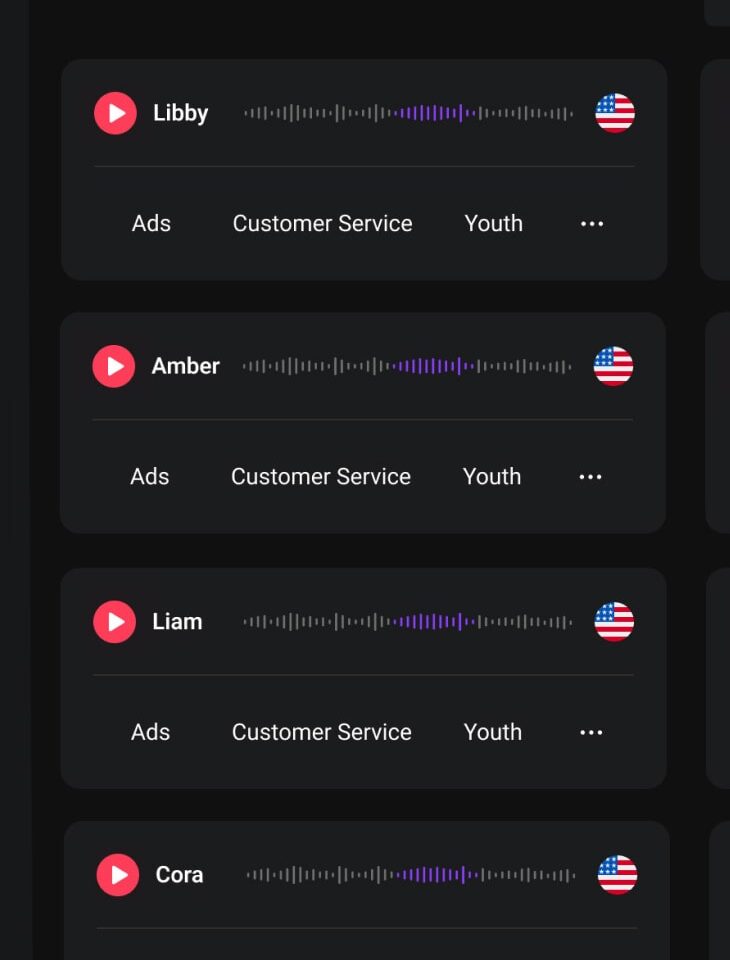 Libby
Ads Customer Service Youth ...
Amber
Ads Customer Service Youth ...
Liam
Ads Customer Service Youth ...
Cora